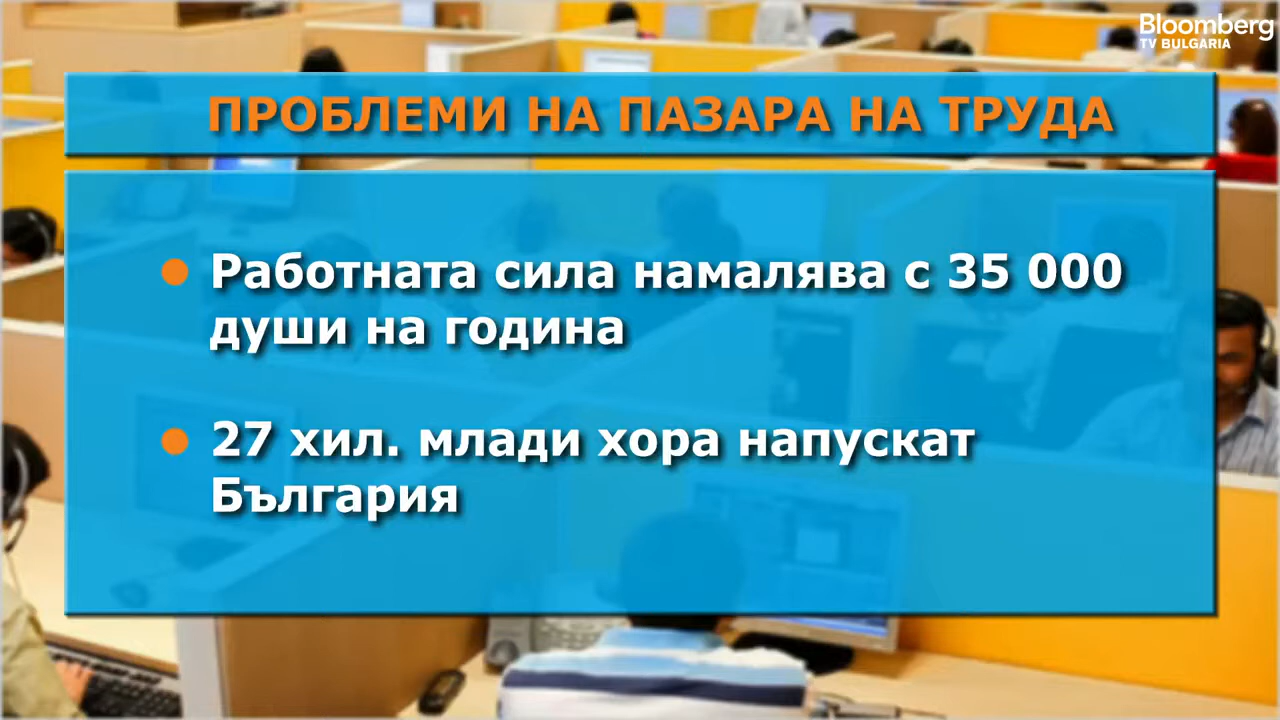 Bloomberg
TV BULGARIA
ПРОБЛЕМИ НА ПАЗАРА НА ТРУДА
Работната сила намалява с 35 000
души на година
27 хил. млади хора напускат
България